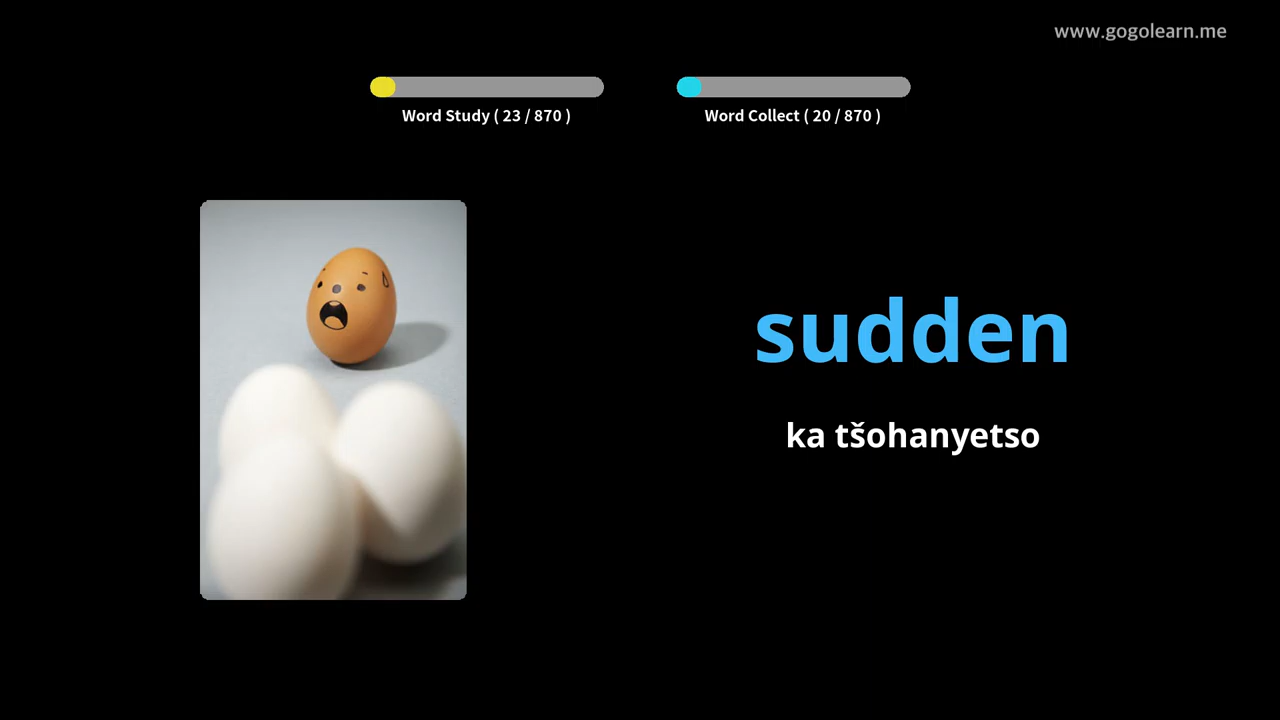 www.gogolearn.me
Word Study ( 23 / 870 )
Word Collect ( 20 / 870 )
sudden
ka tšohanyetso